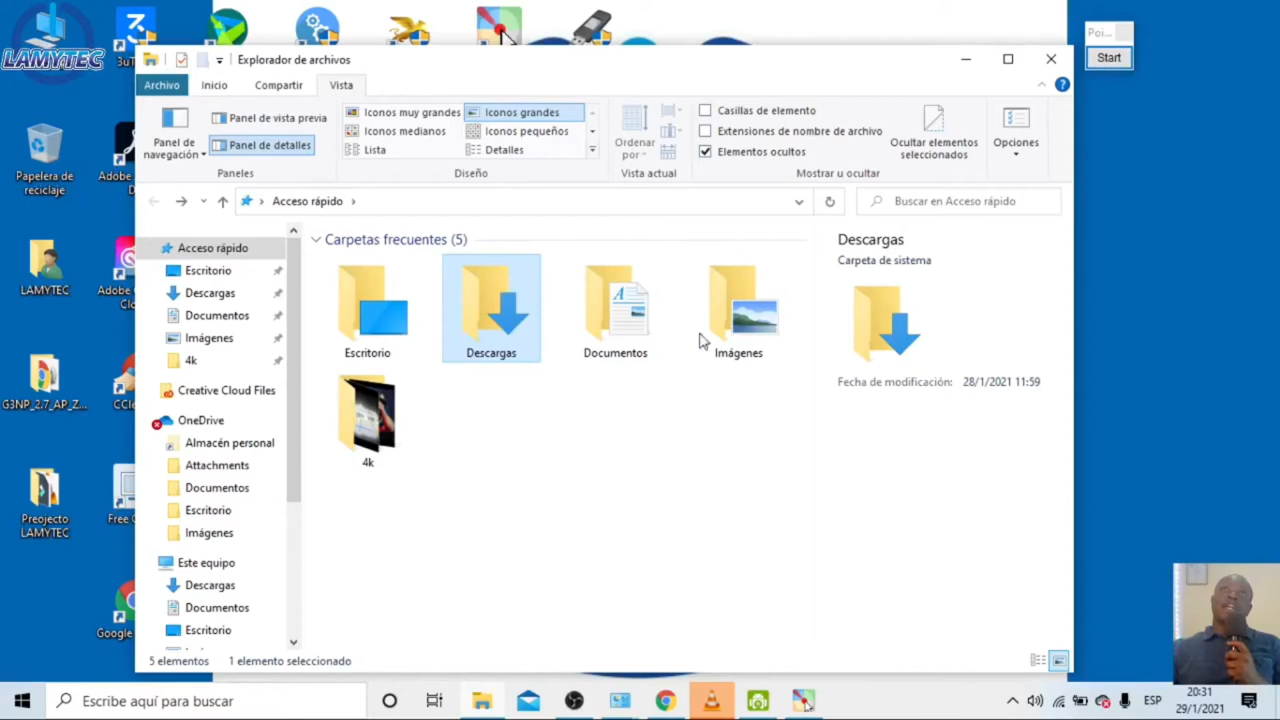 LAMYTEC
3uT
Papelera de
reciclaje
Adobe
LAMYTEC
Adobe
G3NP_2.7_AP_Z...
CCle
Preojecto
LAMYTEC
Free
Google
Explorador de archivos
Archivo
Inicio
Compartir
Vista
Panel de
navegación
Panel de vista previa
Panel de detalles
Paneles
Iconos muy grandes
Iconos grandes
Iconos medianos
Iconos pequeños
Lista
Detalles
Diseño
Ordenar
por
Vista actual
Casillas de elemento
Extensiones de nombre de archivo
Elementos ocultos
Ocultar elementos
seleccionados
Mostrar u ocultar
Opciones
Acceso rápido
Buscar en Acceso rápido
Acceso rápido
Escritorio
Descargas
Documentos
Imágenes
4k
Creative Cloud Files
OneDrive
Almacén personal
Attachments
Documentos
Escritorio
Imágenes
Este equipo
Descargas
Documentos
Escritorio
Carpetas frecuentes (5)
Escritorio
Descargas
Documentos
Imágenes
4k
Descargas
Carpeta de sistema
Fecha de modificación: 28/1/2021 11:59
5 elementos
1 elemento seleccionado
Poi...
Start
Escribe aquí para buscar
ESP
20:31
29/1/2021